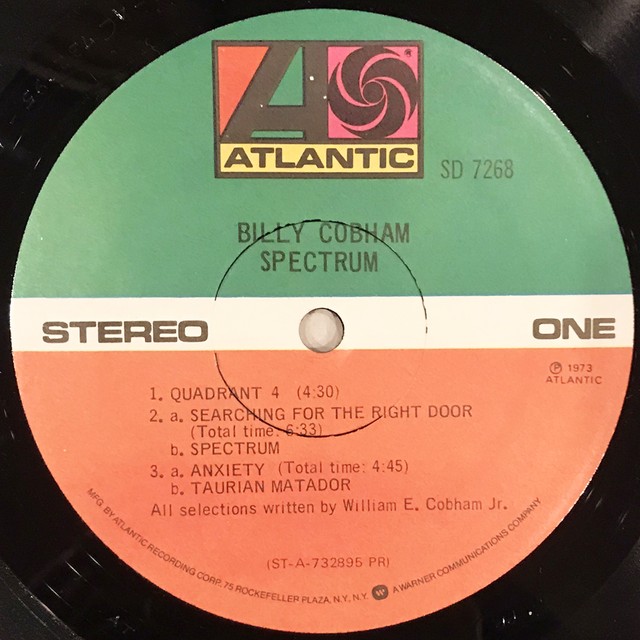 ATLANTIC
SD 7268
BILLY COBHAM
SPECTRUM
STEREO
ONE
℗ 1973
ATLANTIC
1. QUADRANT 4 (4:30)
2. a. SEARCHING FOR THE RIGHT DOOR
(Total time: 6:33)
b. SPECTRUM
3. a. ANXIETY (Total time: 4:45)
b. TAURIAN MATADOR
All selections written by William E. Cobham Jr.
(ST-A-732895 PR)
MFG. BY ATLANTIC RECORDING CORP. 75 ROCKEFELLER PLAZA, N.Y., N.Y. A WARNER COMMUNICATIONS COMPANY